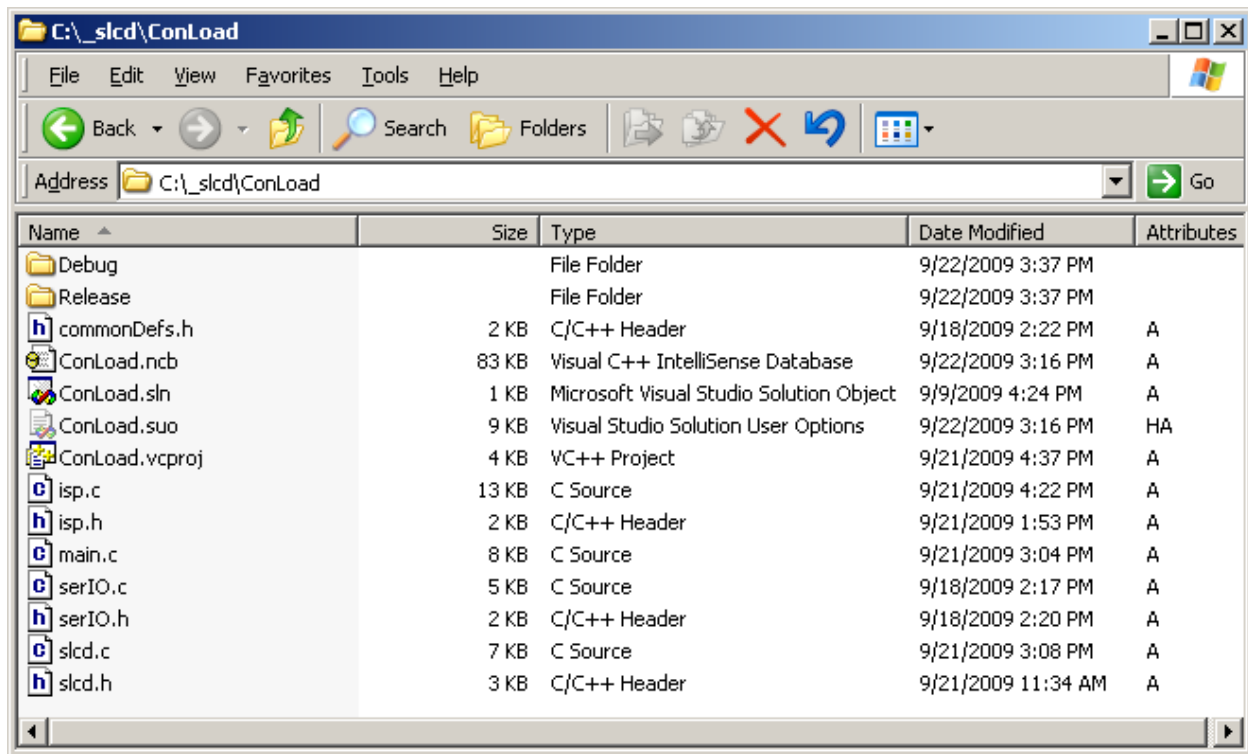 C:\_slcd\ConLoad
File Edit View Favorites Tools Help
Back Search Folders
Address C:\_slcd\ConLoad Go
Name Size Type Date Modified Attributes
Debug File Folder 9/22/2009 3:37 PM
Release File Folder 9/22/2009 3:37 PM
commonDefs.h 2 KB C/C++ Header 9/18/2009 2:22 PM A
ConLoad.ncb 83 KB Visual C++ IntelliSense Database 9/22/2009 3:16 PM A
ConLoad.sln 1 KB Microsoft Visual Studio Solution Object 9/9/2009 4:24 PM A
ConLoad.suo 9 KB Visual Studio Solution User Options 9/22/2009 3:16 PM HA
ConLoad.vcproj 4 KB VC++ Project 9/21/2009 4:37 PM A
isp.c 13 KB C Source 9/21/2009 4:22 PM A
isp.h 2 KB C/C++ Header 9/21/2009 1:53 PM A
main.c 8 KB C Source 9/21/2009 3:04 PM A
serIO.c 5 KB C Source 9/18/2009 2:17 PM A
serIO.h 2 KB C/C++ Header 9/18/2009 2:20 PM A
slcd.c 7 KB C Source 9/21/2009 3:08 PM A
slcd.h 3 KB C/C++ Header 9/21/2009 11:34 AM A